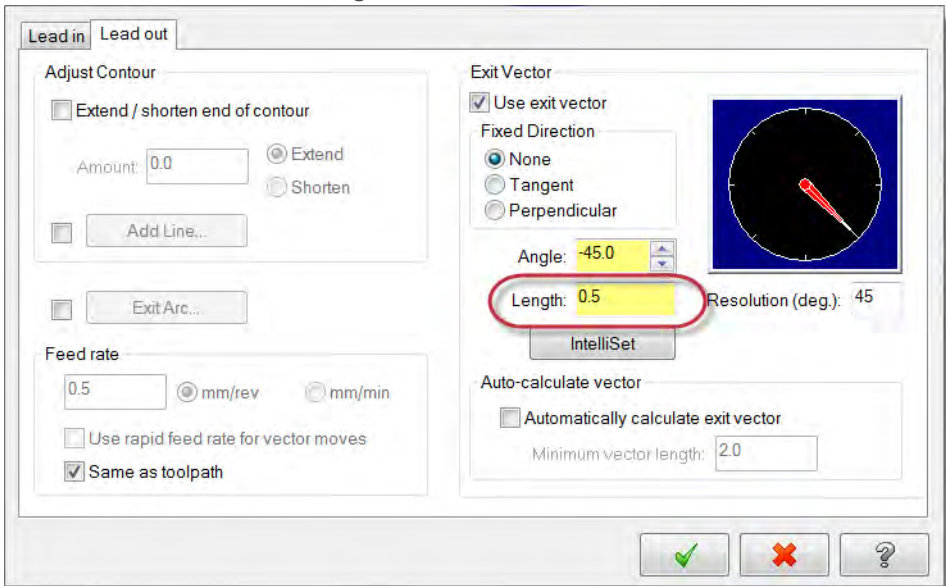 Lead in Lead out
Adjust Contour
Extend / shorten end of contour
Amount: 0.0
Extend
Shorten
Add Line...
Exit Arc...
Feed rate
0.5 mm/rev mm/min
Use rapid feed rate for vector moves
Same as toolpath
Exit Vector
Use exit vector
Fixed Direction
None
Tangent
Perpendicular
Angle: -45.0
Length: 0.5
Resolution (deg.): 45
IntelliSet
Auto-calculate vector
Automatically calculate exit vector
Minimum vector length: 2.0